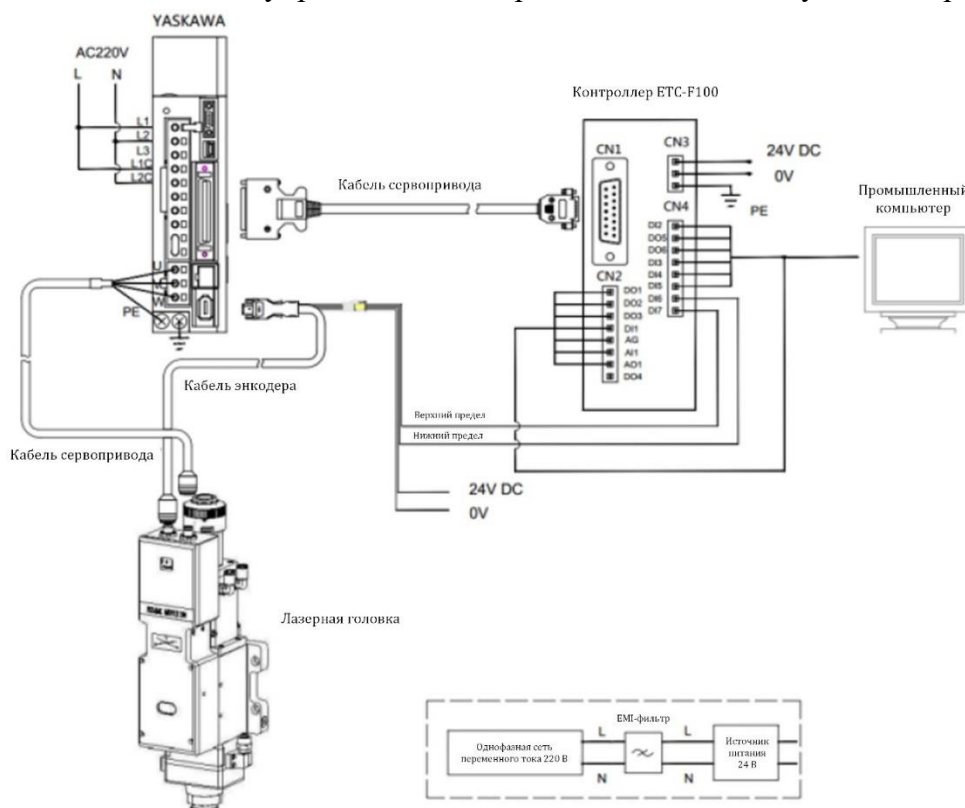 YASKAWA
AC220V
L
N
L1
L2
L3
L1C
L2C
U
V
W
PE
Кабель сервопривода
Контроллер ETC-F100
CN1
CN3
24V DC
0V
PE
CN4
DI2
DO5
DO6
DI3
DI4
DI5
DI6
DI7
CN2
DO1
DO2
DO3
DI1
AG
AI1
AO1
DO4
Промышленный
компьютер
Кабель энкодера
Верхний предел
Нижний предел
Кабель сервопривода
24V DC
0V
Лазерная головка
EMI-фильтр
Однофазная сеть
переменного тока 220 В
L
N
L
N
Источник
питания
24 В